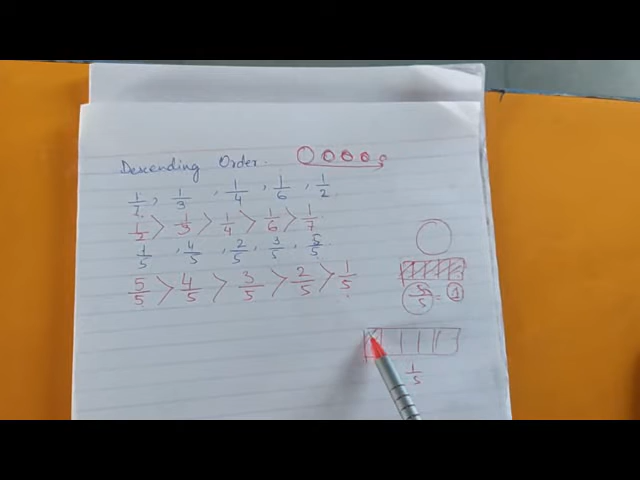 Descending Order.
1/2, 1/3, 1/4, 1/6, 1/2
1/2 > 1/3 > 1/4 > 1/6 > 1/7
1/5, 4/5, 2/5, 3/5, 5/5
5/5 > 4/5 > 3/5 > 2/5 > 1/5
5/5 = 1
1/5